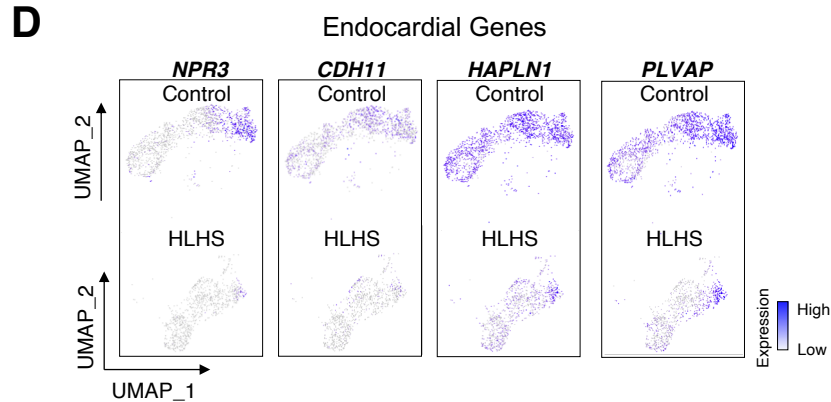 D
Endocardial Genes
NPR3 CDH11 HAPLN1 PLVAP
Control Control Control Control
UMAP_2
HLHS HLHS HLHS HLHS
UMAP_2
UMAP_1
Expression
High
Low